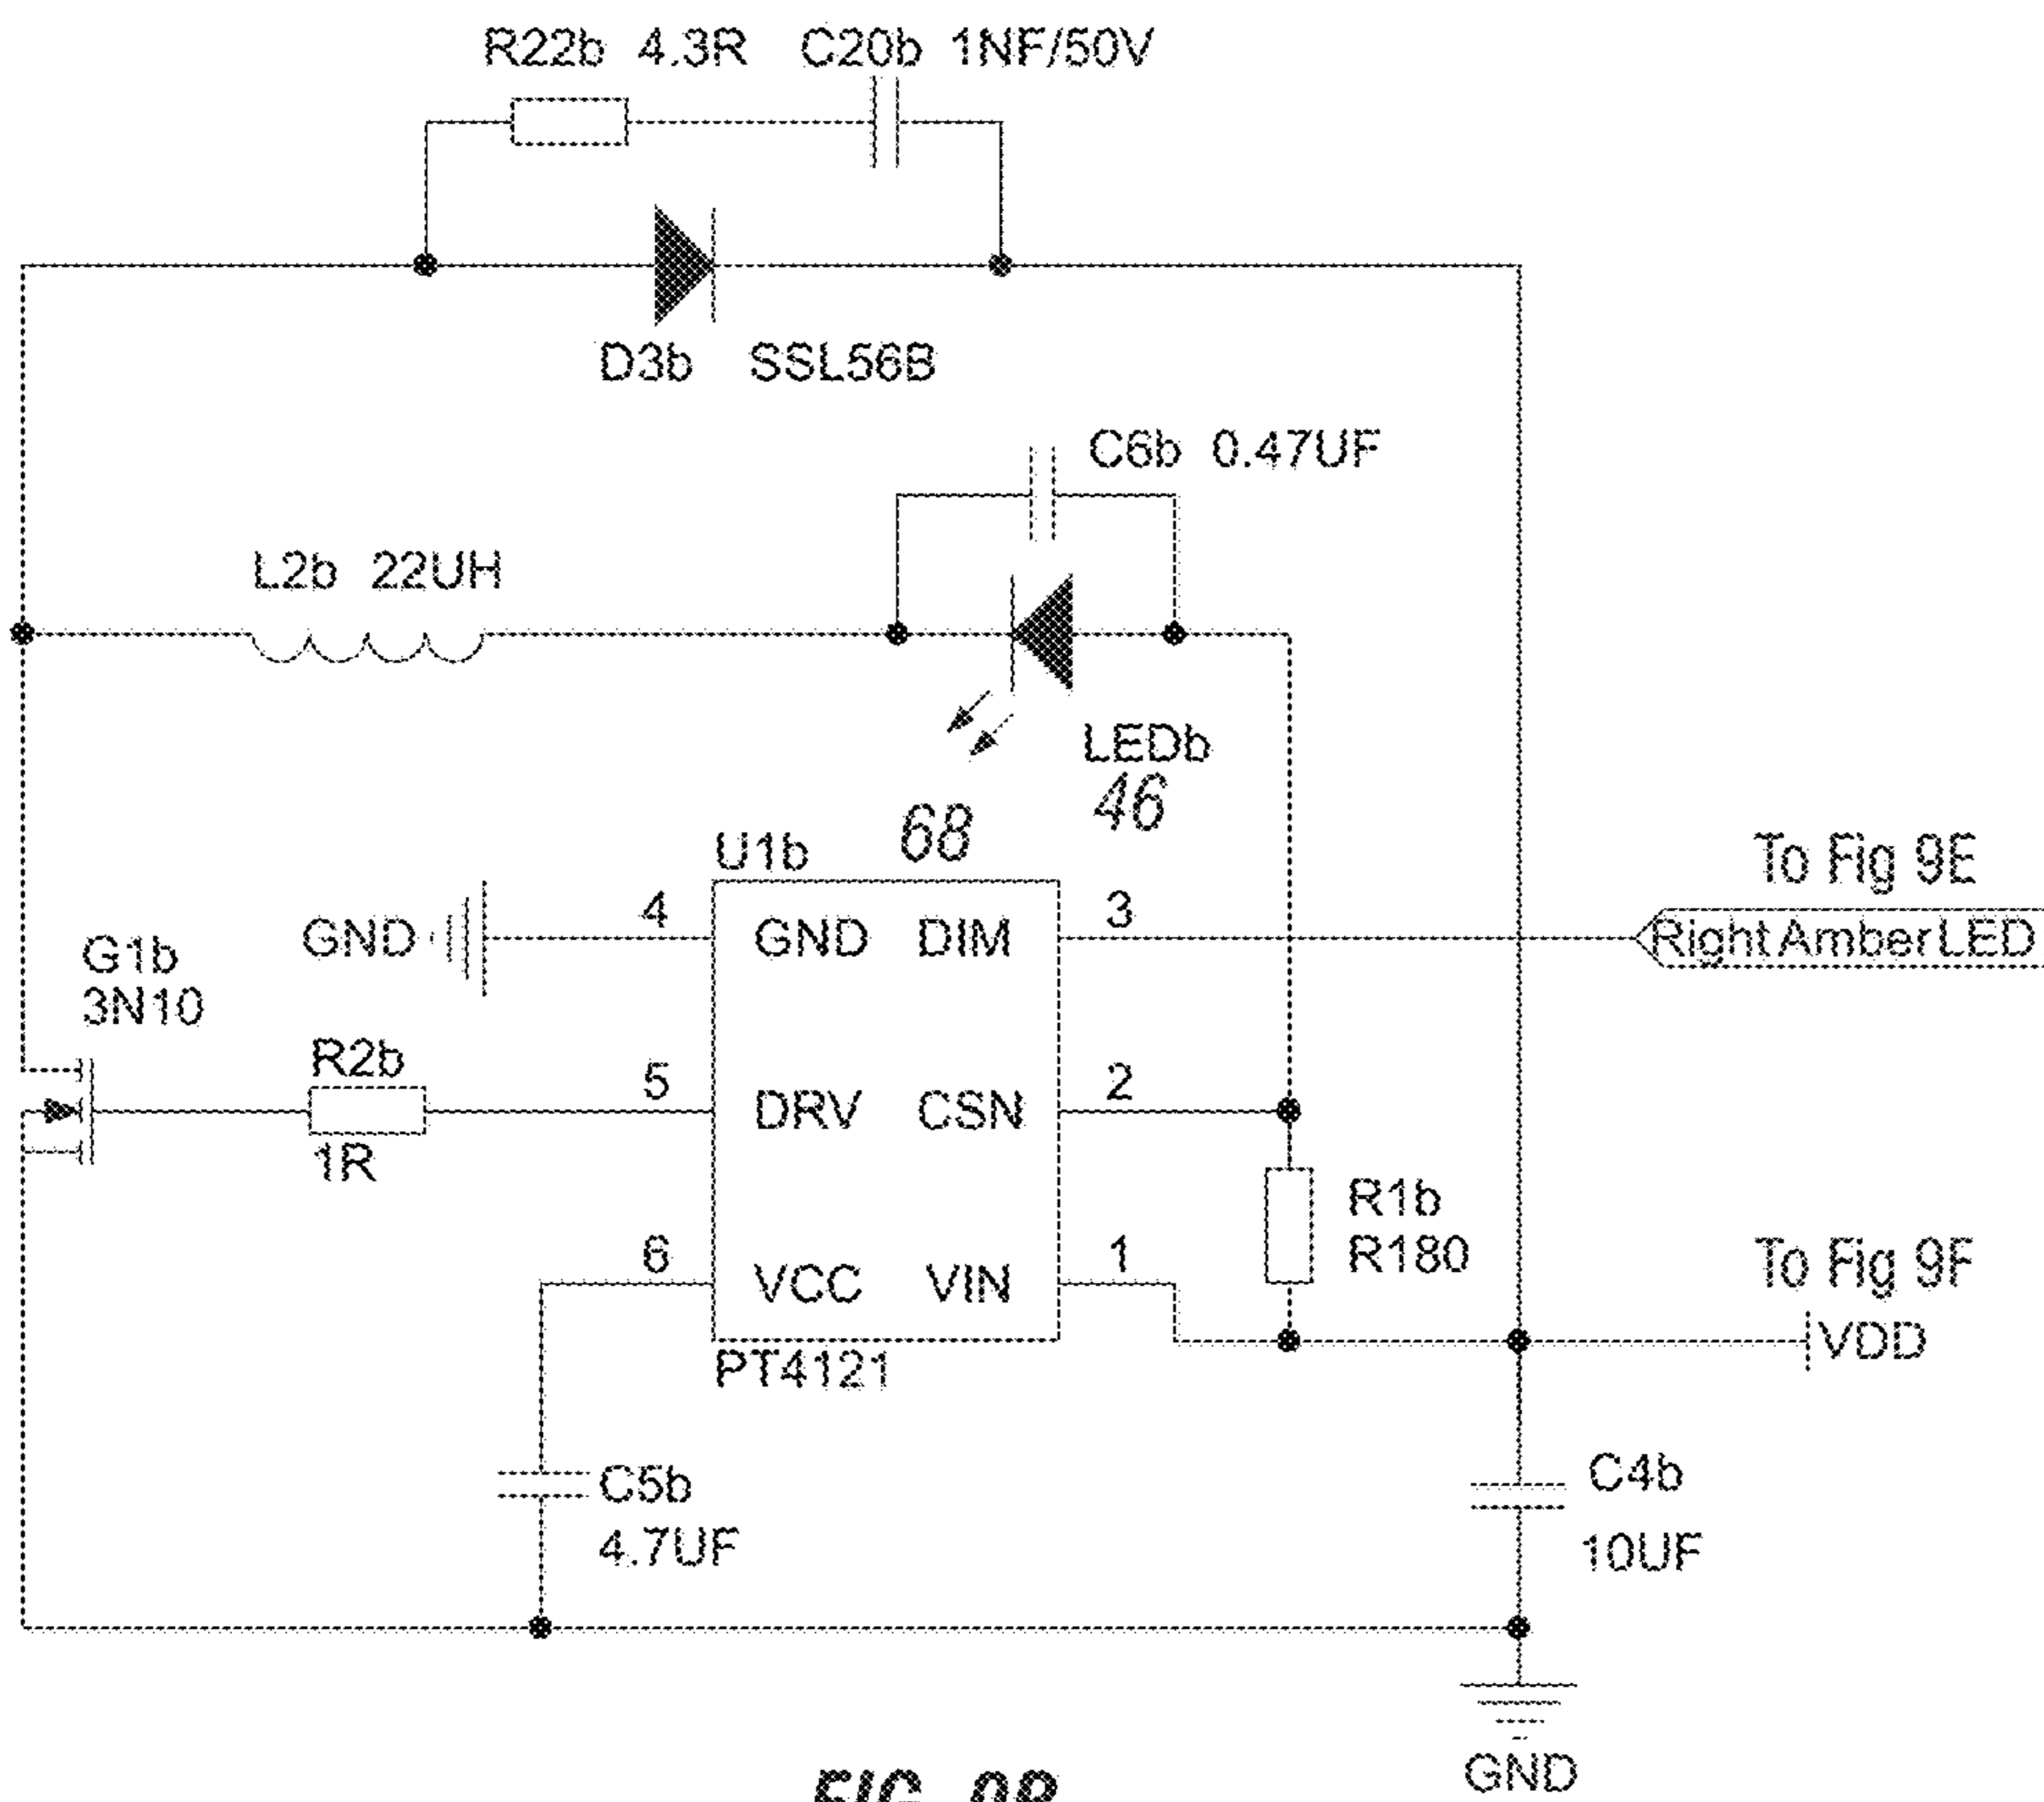 R22b 4.3R C20b 1NF/50V
D3b SSL56B
C6b 0.47UF
L2b 22UH
LEDb
46
68
U1b
To Fig 9E
Right Amber LED
4
GND
GND DIM
3
G1b
3N10
R2b
1R
5
DRV CSN
2
R1b
R180
6
VCC VIN
1
To Fig 9F
VDD
PT4121
C5b
4.7UF
C4b
10UF
GND
FIG. 9B